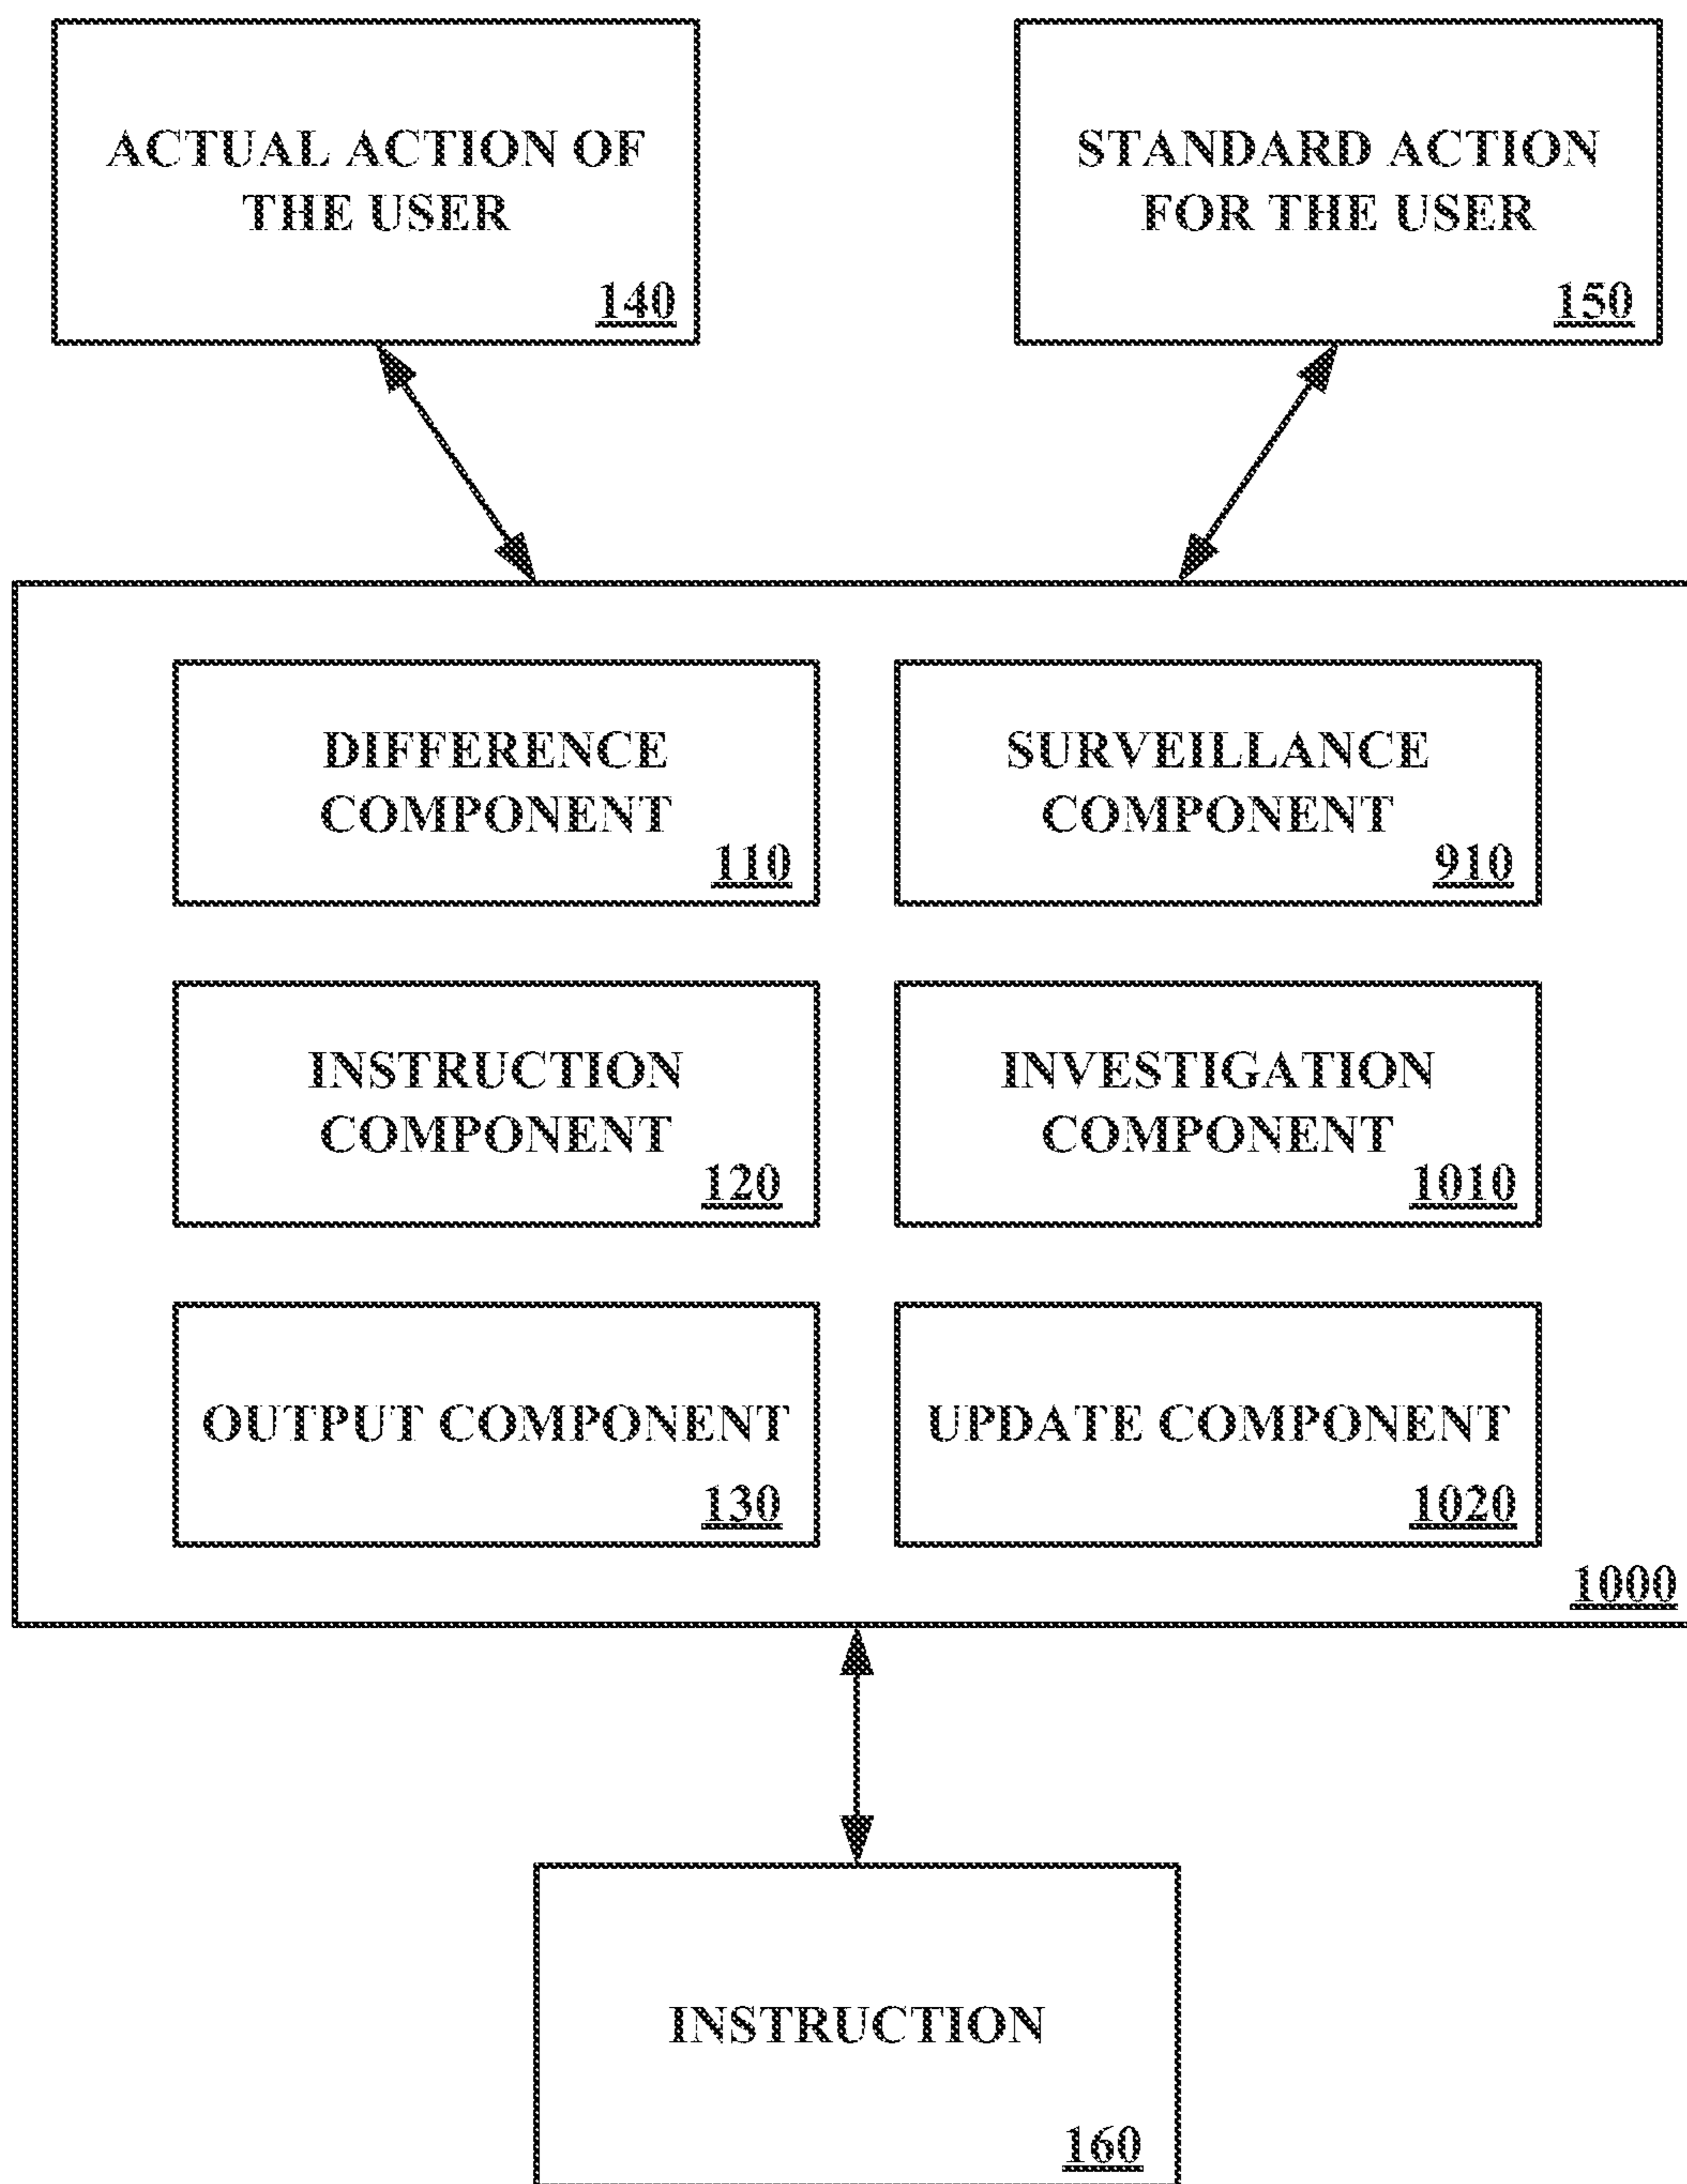 ACTUAL ACTION OF
THE USER
140
STANDARD ACTION
FOR THE USER
150
DIFFERENCE
COMPONENT
110
SURVEILLANCE
COMPONENT
910
INSTRUCTION
COMPONENT
120
INVESTIGATION
COMPONENT
1010
OUTPUT COMPONENT
130
UPDATE COMPONENT
1020
1000
INSTRUCTION
160